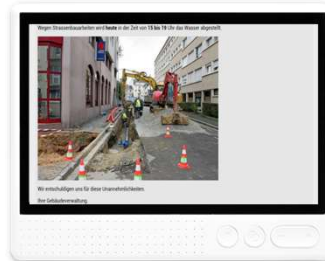 Wegen Strassenbauarbeiten wird heute in der Zeit von 15 bis 19 Uhr das Wasser abgestellt.
Wir entschuldigen uns für diese Unannehmlichkeiten.
Ihre Gebäudeverwaltung